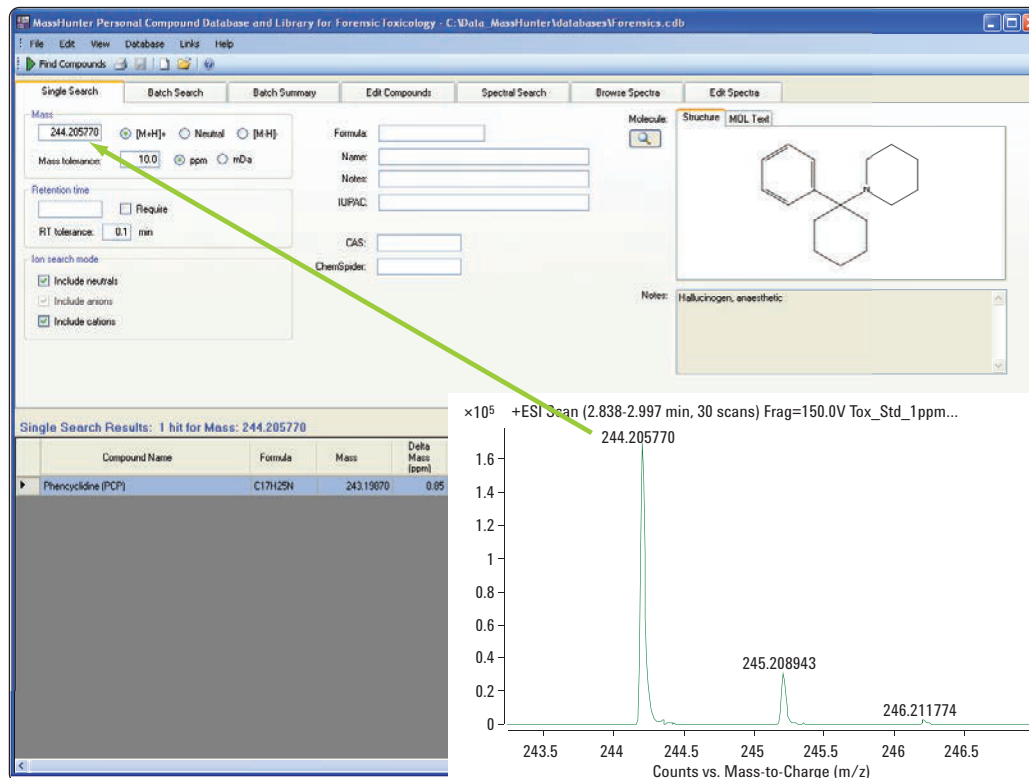 MassHunter Personal Compound Database and Library for Forensic Toxicology - C:\Data_MassHunter\databases\Forensics.cdb
File Edit View Database Links Help
Find Compounds
Single Search Batch Search Batch Summary Edit Compounds Spectral Search Browse Spectra Edit Spectra
Mass
244.205770 [M+H]+ Neutral [M-H]-
Mass tolerance: 10.0 ppm mDa
Retention time
Require
RT tolerance: 0.1 min
Ion search mode
Include neutrals
Include anions
Include cations
Formula:
Name:
Notes:
IUPAC:
CAS:
ChemSpider:
Molecule:
Structure MOL Text
N
Notes: Hallucinogen, anaesthetic
Single Search Results: 1 hit for Mass: 244.205770
Compound Name Formula Mass Delta Mass (ppm)
Phencyclidine (PCP) C17H25N 243.19870 0.85
×10⁵ +ESI Scan (2.838-2.997 min, 30 scans) Frag=150.0V Tox_Std_1ppm...
244.205770
245.208943
246.211774
1.6
1.4
1.2
1
0.8
0.6
0.4
0.2
0
243.5 244 244.5 245 245.5 246 246.5
Counts vs. Mass-to-Charge (m/z)